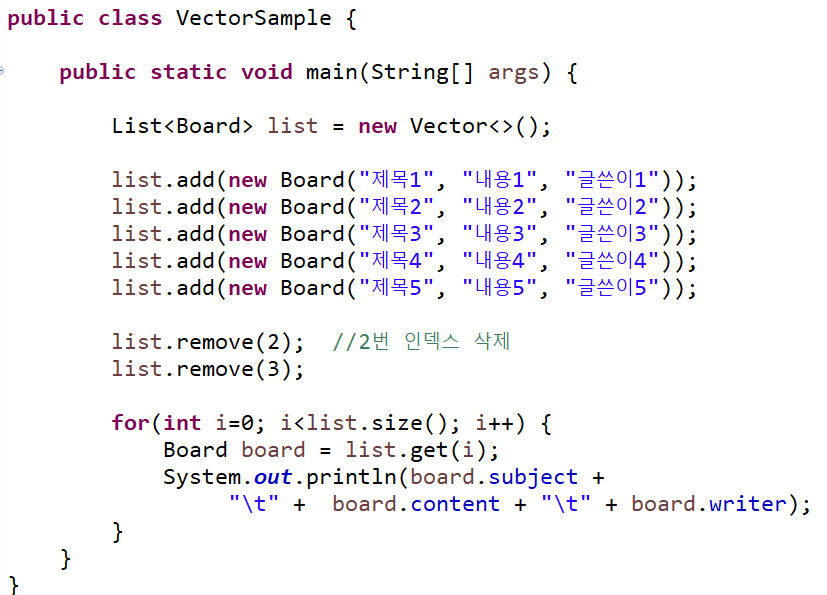 public class VectorSample {
public static void main(String[] args) {
List<Board> list = new Vector<>();
list.add(new Board("제목1", "내용1", "글쓴이1"));
list.add(new Board("제목2", "내용2", "글쓴이2"));
list.add(new Board("제목3", "내용3", "글쓴이3"));
list.add(new Board("제목4", "내용4", "글쓴이4"));
list.add(new Board("제목5", "내용5", "글쓴이5"));
list.remove(2);  //2번 인덱스 삭제
list.remove(3);
for(int i=0; i<list.size(); i++) {
Board board = list.get(i);
System.out.println(board.subject +
"\t" +  board.content + "\t" + board.writer);
}
}
}